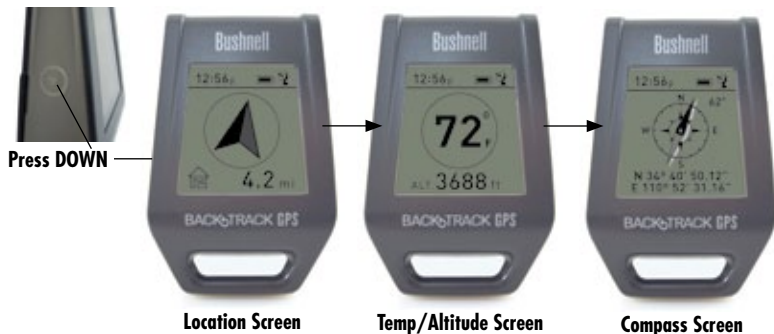 Press DOWN
Bushnell
12:56p
4.2 mi
BACKTRACK GPS
Location Screen
Bushnell
12:56p
72°F
ALT 3688 ft
BACKTRACK GPS
Temp/Altitude Screen
Bushnell
12:56p
N
62°
W E
S
N 34° 40' 50.12"
E 110° 52' 31.16"
BACKTRACK GPS
Compass Screen